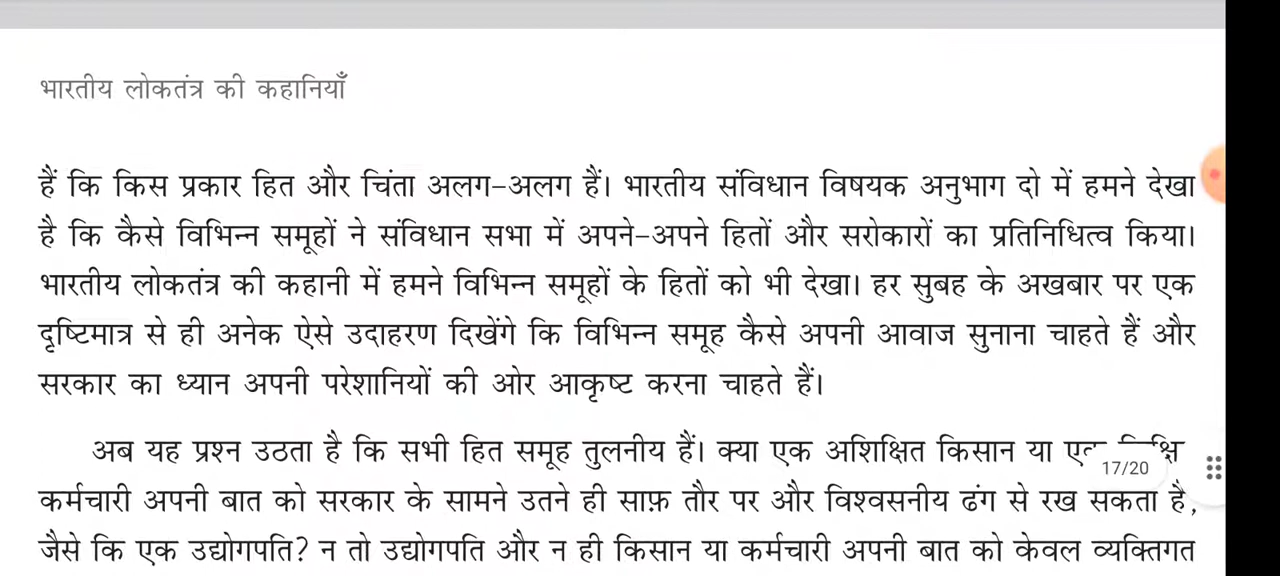 भारतीय लोकतंत्र की कहानियाँ
हैं कि किस प्रकार हित और चिंता अलग-अलग हैं। भारतीय संविधान विषयक अनुभाग दो में हमने देखा
है कि कैसे विभिन्न समूहों ने संविधान सभा में अपने-अपने हितों और सरोकारों का प्रतिनिधित्व किया।
भारतीय लोकतंत्र की कहानी में हमने विभिन्न समूहों के हितों को भी देखा। हर सुबह के अखबार पर एक
दृष्टिमात्र से ही अनेक ऐसे उदाहरण दिखेंगे कि विभिन्न समूह कैसे अपनी आवाज सुनाना चाहते हैं और
सरकार का ध्यान अपनी परेशानियों की ओर आकृष्ट करना चाहते हैं।
अब यह प्रश्न उठता है कि सभी हित समूह तुलनीय हैं। क्या एक अशिक्षित किसान या
17/20
कर्मचारी अपनी बात को सरकार के सामने उतने ही साफ़ तौर पर और विश्वसनीय ढंग से रख सकता है,
जैसे कि एक उद्योगपति? न तो उद्योगपति और न ही किसान या कर्मचारी अपनी बात को केवल व्यक्तिगत